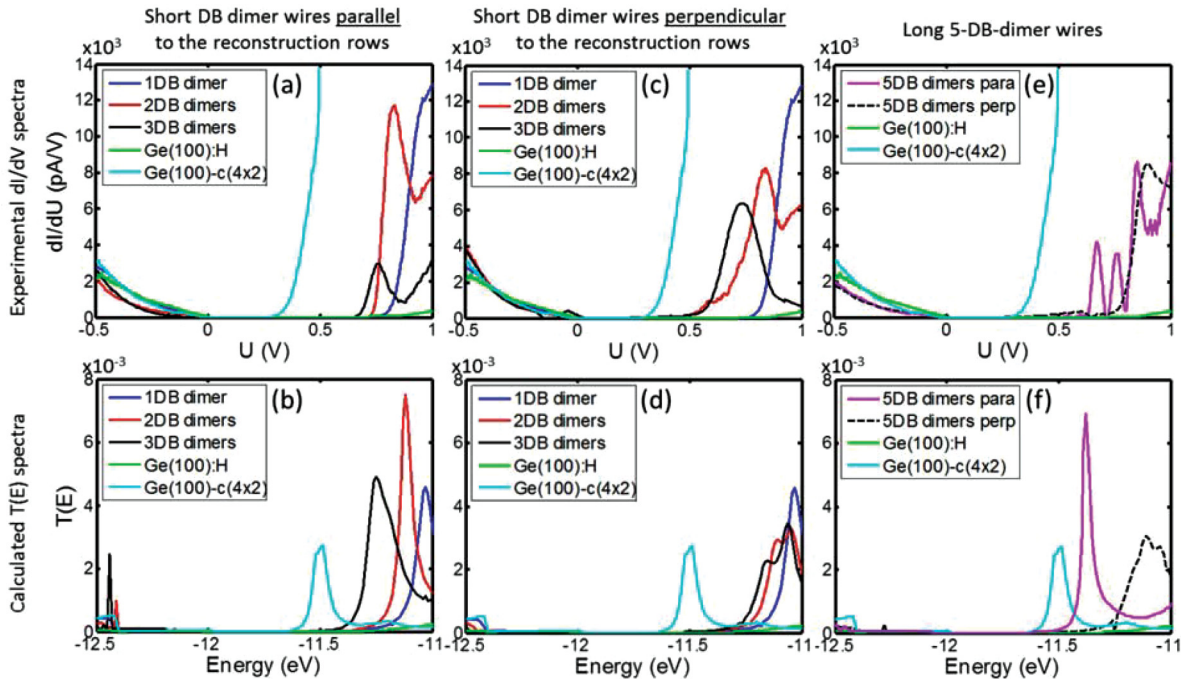 Short DB dimer wires parallel
to the reconstruction rows
Short DB dimer wires perpendicular
to the reconstruction rows
Long 5-DB-dimer wires
Experimental dI/dV spectra
dI/dU (pA/V)
x10³
14
12
10
8
6
4
2
0
-0.5
0
0.5
1
U (V)
1DB dimer
2DB dimers
3DB dimers
Ge(100):H
Ge(100)-c(4x2)
(a)
x10³
14
12
10
8
6
4
2
0
-0.5
0
0.5
1
U (V)
1DB dimer
2DB dimers
3DB dimers
Ge(100):H
Ge(100)-c(4x2)
(c)
x10³
14
12
10
8
6
4
2
0
-0.5
0
0.5
1
U (V)
5DB dimers para
5DB dimers perp
Ge(100):H
Ge(100)-c(4x2)
(e)
Calculated T(E) spectra
T(E)
x10⁻³
8
6
4
2
0
-12.5
-12
-11.5
-11
Energy (eV)
1DB dimer
2DB dimers
3DB dimers
Ge(100):H
Ge(100)-c(4x2)
(b)
x10⁻³
8
6
4
2
0
-12.5
-12
-11.5
-11
Energy (eV)
1DB dimer
2DB dimers
3DB dimers
Ge(100):H
Ge(100)-c(4x2)
(d)
x10⁻³
8
6
4
2
0
-12.5
-12
-11.5
-11
Energy (eV)
5DB dimers para
5DB dimers perp
Ge(100):H
Ge(100)-c(4x2)
(f)